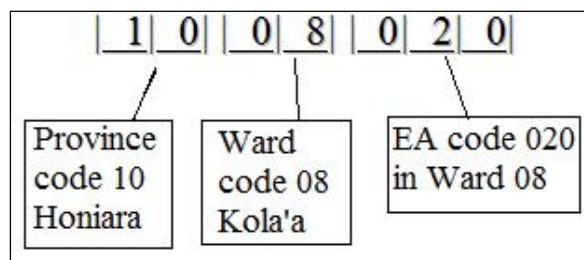 |_1|_0| |_0|_8| |_0|_2|_0|
Province
code 10
Honiara
Ward
code 08
Kola'a
EA code 020
in Ward 08